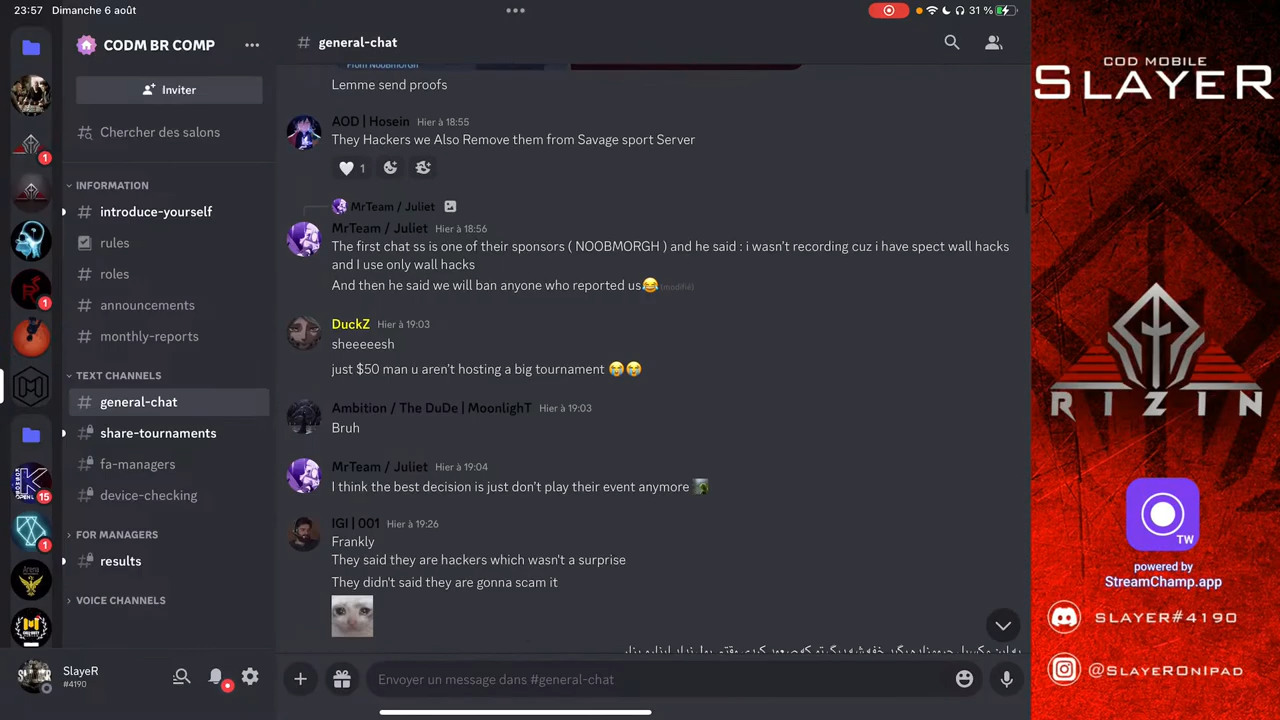 23:57 Dimanche 6 août
31 %
CODM BR COMP
Inviter
Chercher des salons
INFORMATION
introduce-yourself
rules
roles
announcements
monthly-reports
TEXT CHANNELS
general-chat
share-tournaments
fa-managers
device-checking
FOR MANAGERS
results
VOICE CHANNELS
1
1
15
1
SlayeR
#4190
# general-chat
Lemme send proofs
AOD | Hosein Hier à 18:55
They Hackers we Also Remove them from Savage sport Server
1
MrTeam / Juliet
MrTeam / Juliet Hier à 18:56
The first chat ss is one of their sponsors ( NOOBMORGH ) and he said : i wasn't recording cuz i have spect wall hacks
and I use only wall hacks
And then he said we will ban anyone who reported us😂 (modifié)
DuckZ Hier à 19:03
sheeeeesh
just $50 man u aren't hosting a big tournament 😭😭
Ambition / The DuDe | MoonlighT Hier à 19:03
Bruh
MrTeam / Juliet Hier à 19:04
I think the best decision is just don't play their event anymore
IGI | 001 Hier à 19:26
Frankly
They said they are hackers which wasn't a surprise
They didn't said they are gonna scam it
Envoyer un message dans #general-chat
COD MOBILE
SLAYER
RIZIN
TW
powered by
StreamChamp.app
SLAYER#4190
@SLAYERONIPAD